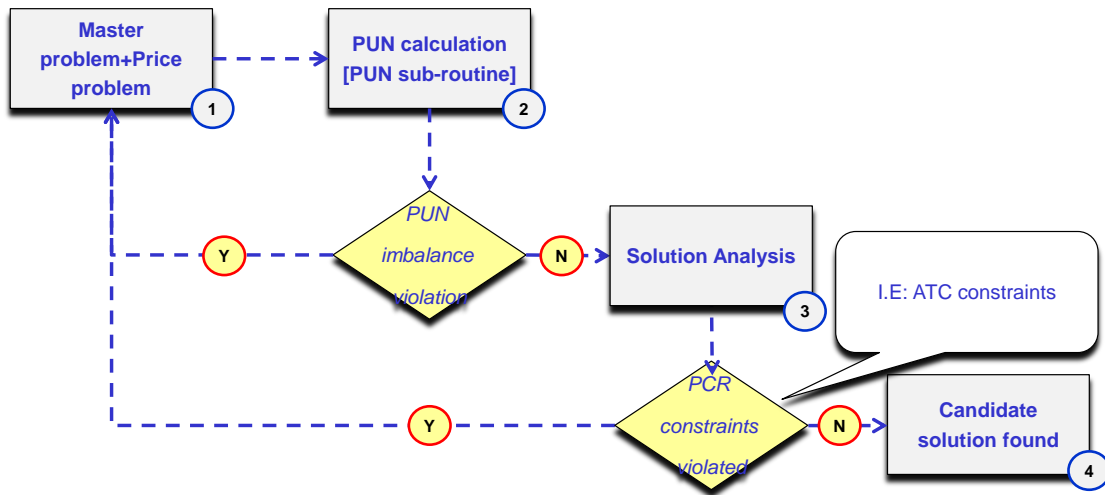 Master
problem+Price
problem
1
PUN calculation
[PUN sub-routine]
2
PUN
imbalance
violation
Y
N
Solution Analysis
3
I.E: ATC constraints
PCR
constraints
violated
Y
N
Candidate
solution found
4